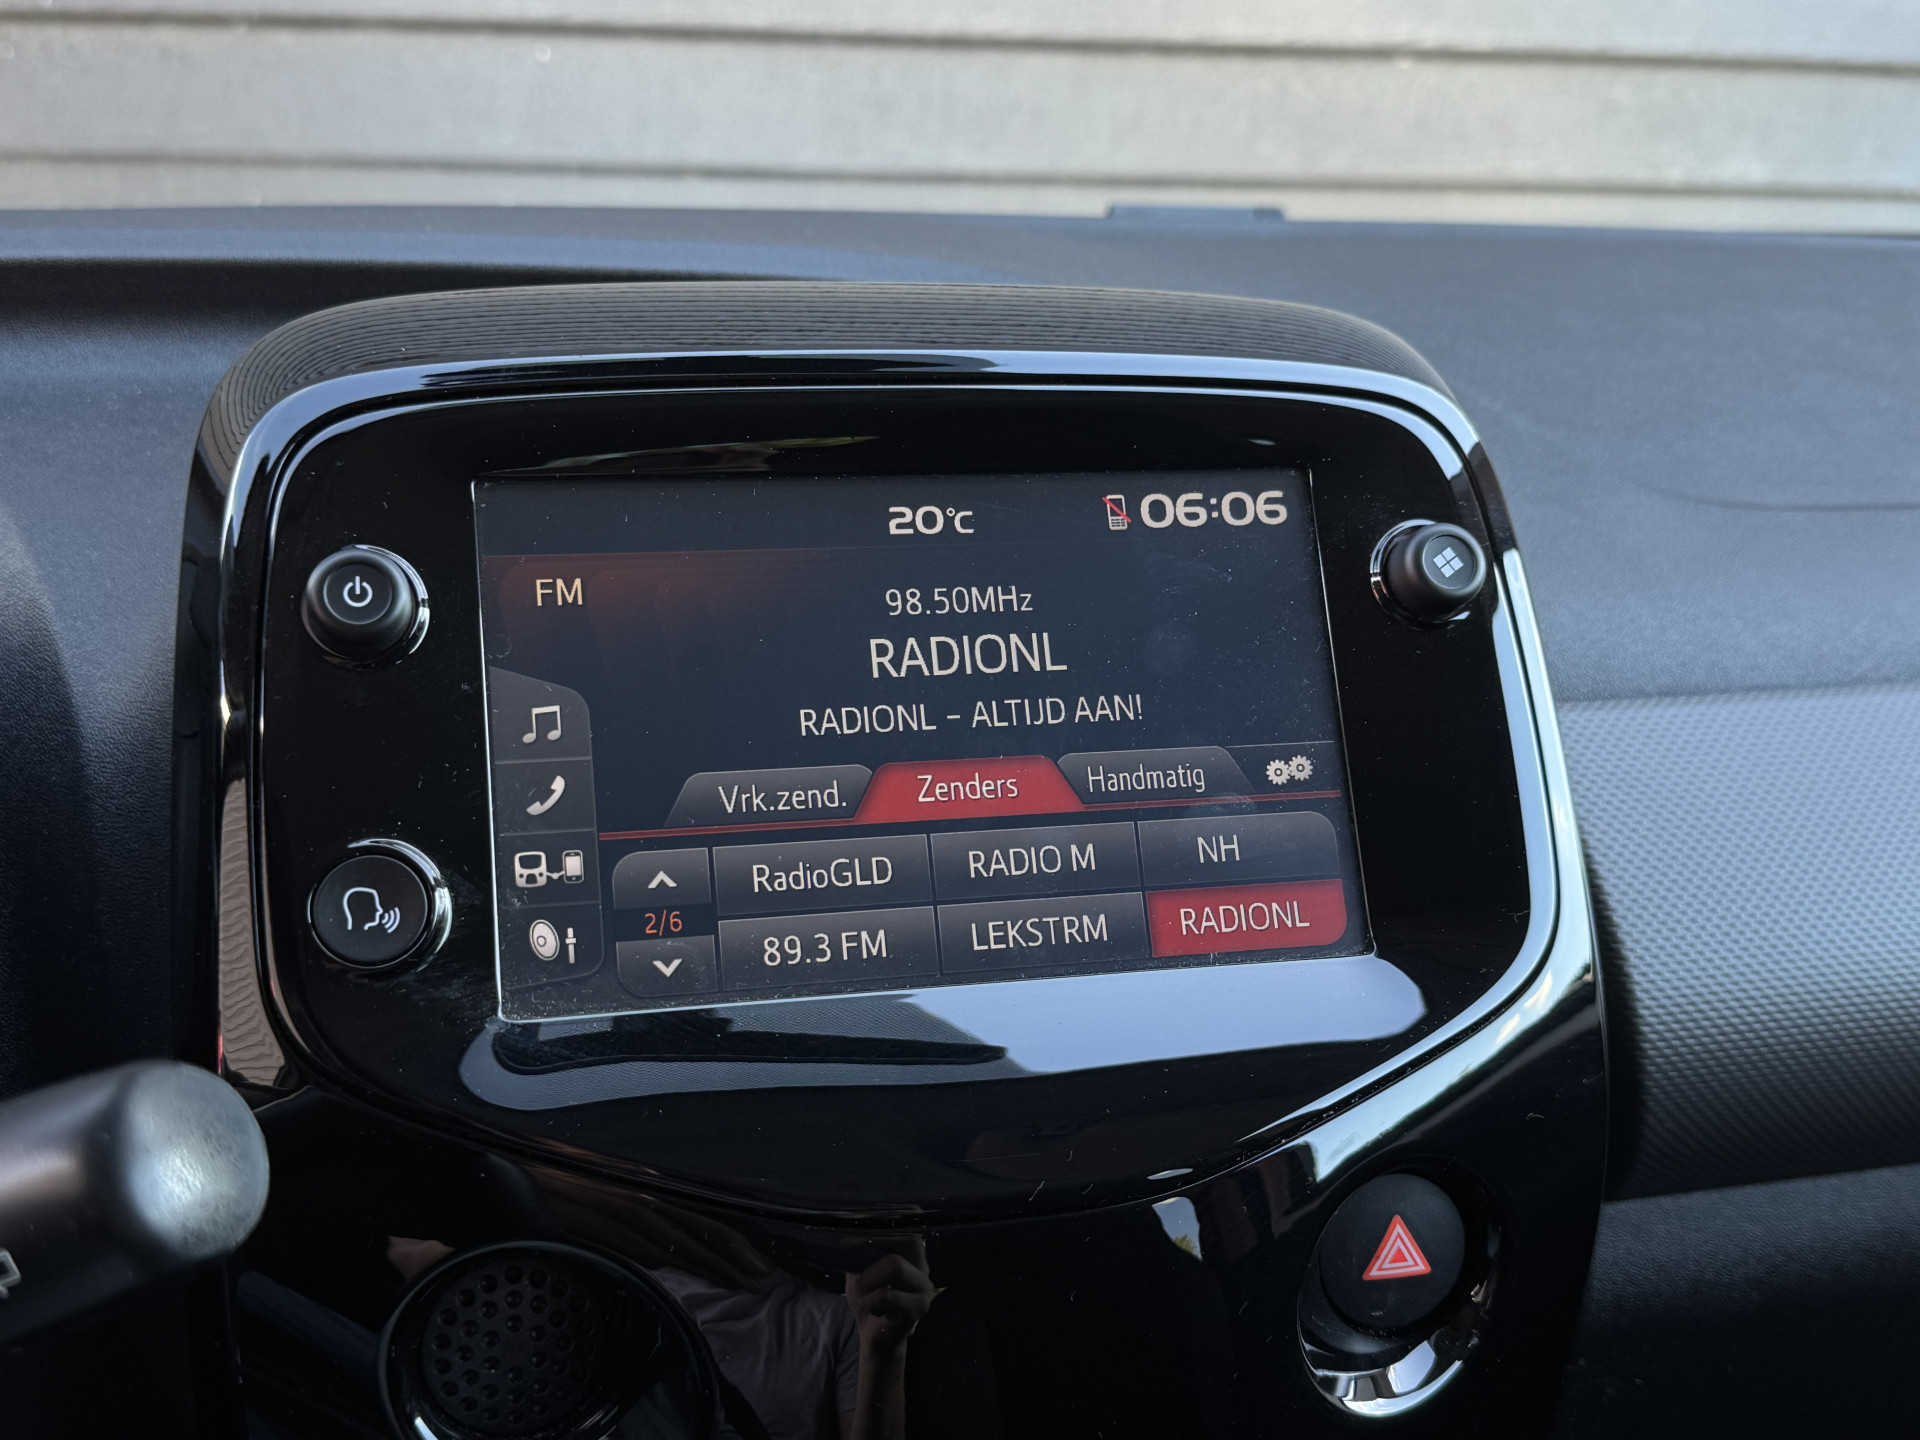 20°C
06:06
FM
98.50MHz
RADIONL
RADIONL - ALTIJD AAN!
Vrk.zend.
Zenders
Handmatig
RadioGLD
RADIO M
NH
2/6
89.3 FM
LEKSTRM
RADIONL